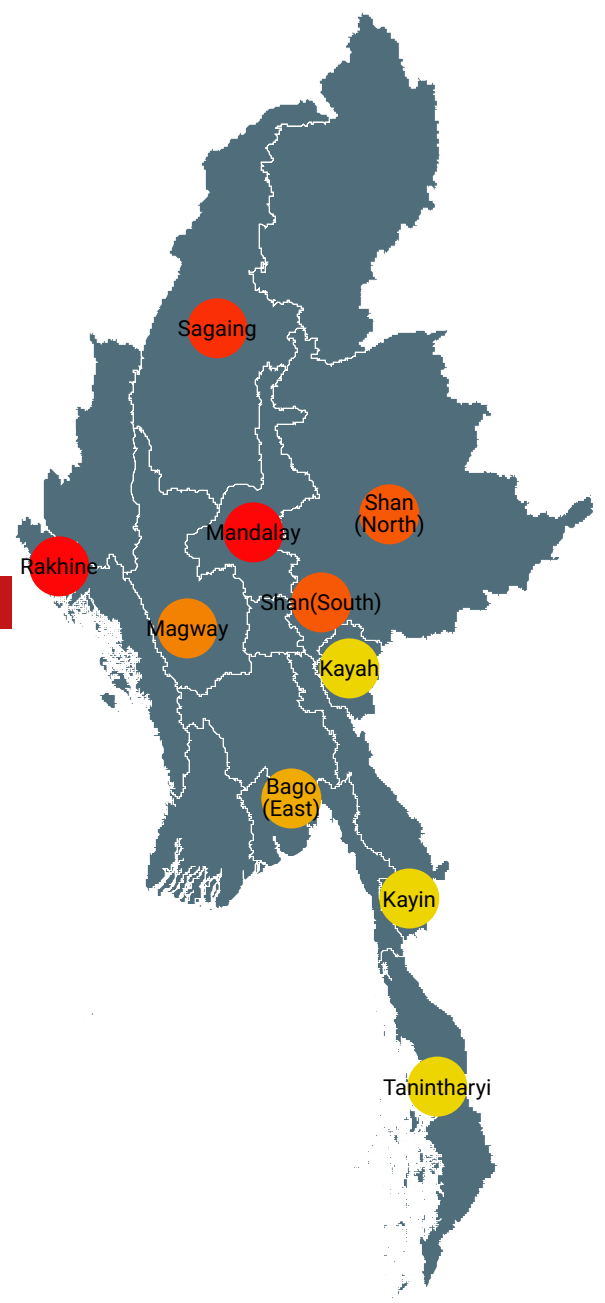 Sagaing
Shan
(North)
Mandalay
Rakhine
Shan(South)
Magway
Kayah
Bago
(East)
Kayin
Tanintharyi